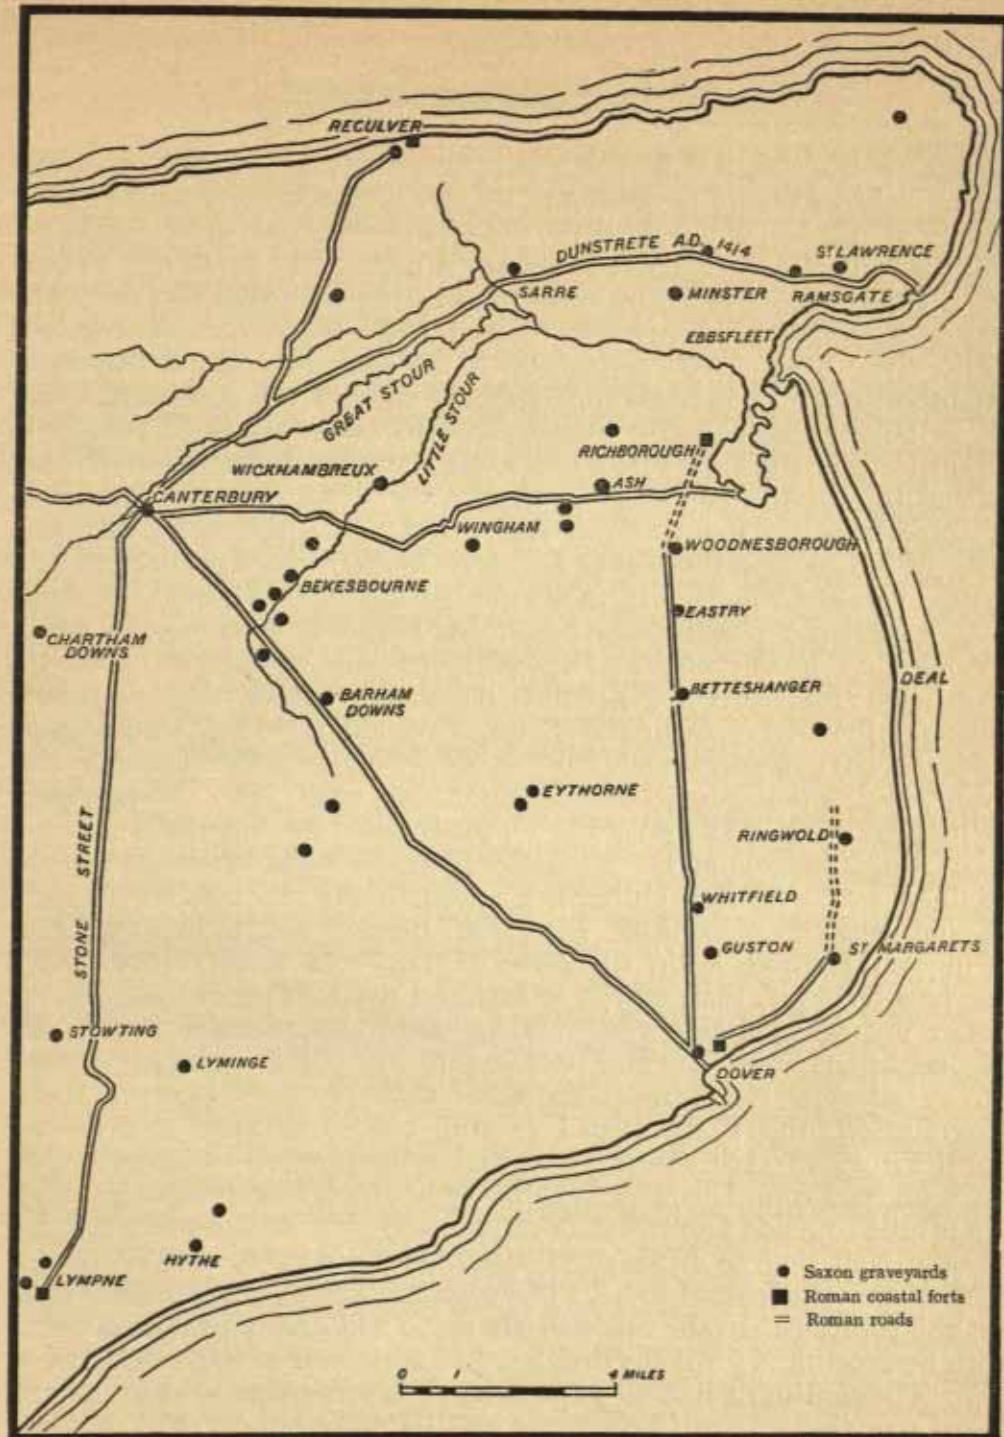 RECULVER
DUNSTRETE A.D. 1414
ST LAWRENCE
SARRE
MINSTER
RAMSGATE
EBBSFLEET
GREAT STOUR
LITTLE STOUR
RICHBOROUGH
WICKHAMBREUX
ASH
CANTERBURY
WINGHAM
WOODNESBOROUGH
BEKESBOURNE
EASTRY
CHARTHAM
DOWNS
DEAL
BETTESHANGER
BARHAM
DOWNS
EYTHORNE
STONE STREET
RINGWOLD
WHITFIELD
GUSTON
ST MARGARETS
STOWTING
LYMINGE
DOVER
HYTHE
LYMPNE
Saxon graveyards
Roman coastal forts
Roman roads
0 1 4 MILES